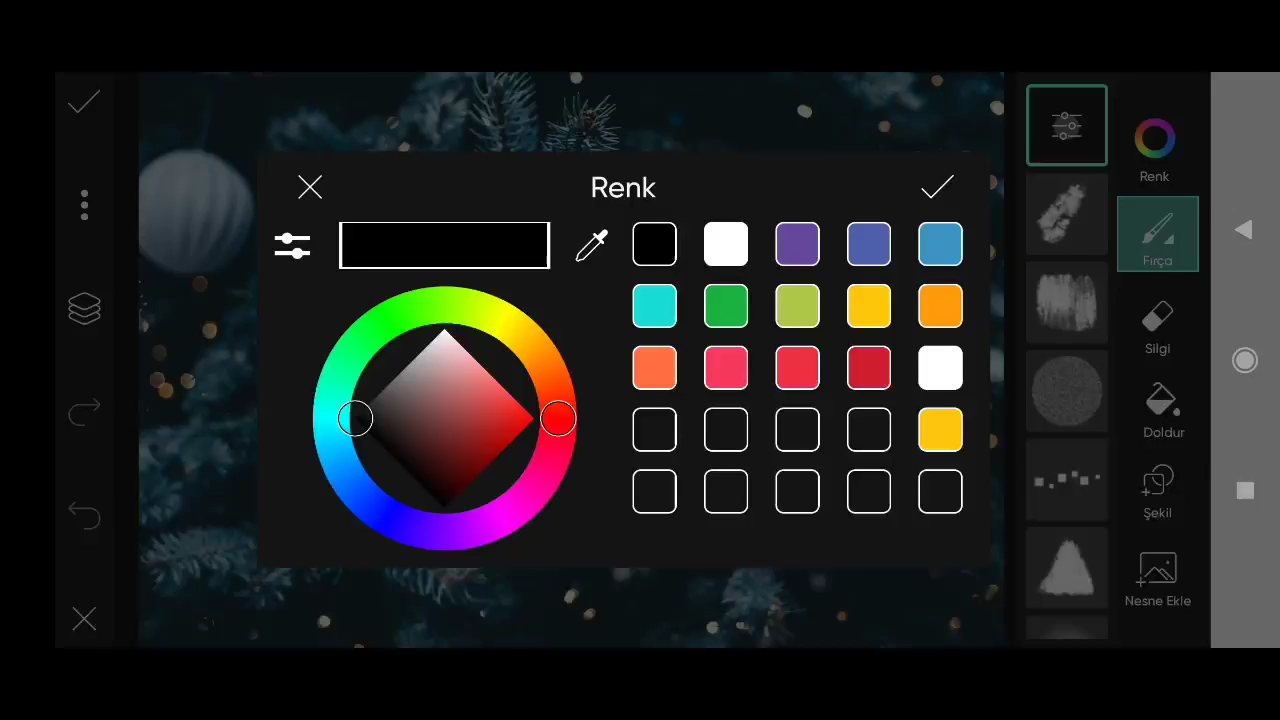 Renk
Renk
Fırça
Silgi
Doldur
Şekil
Nesne Ekle